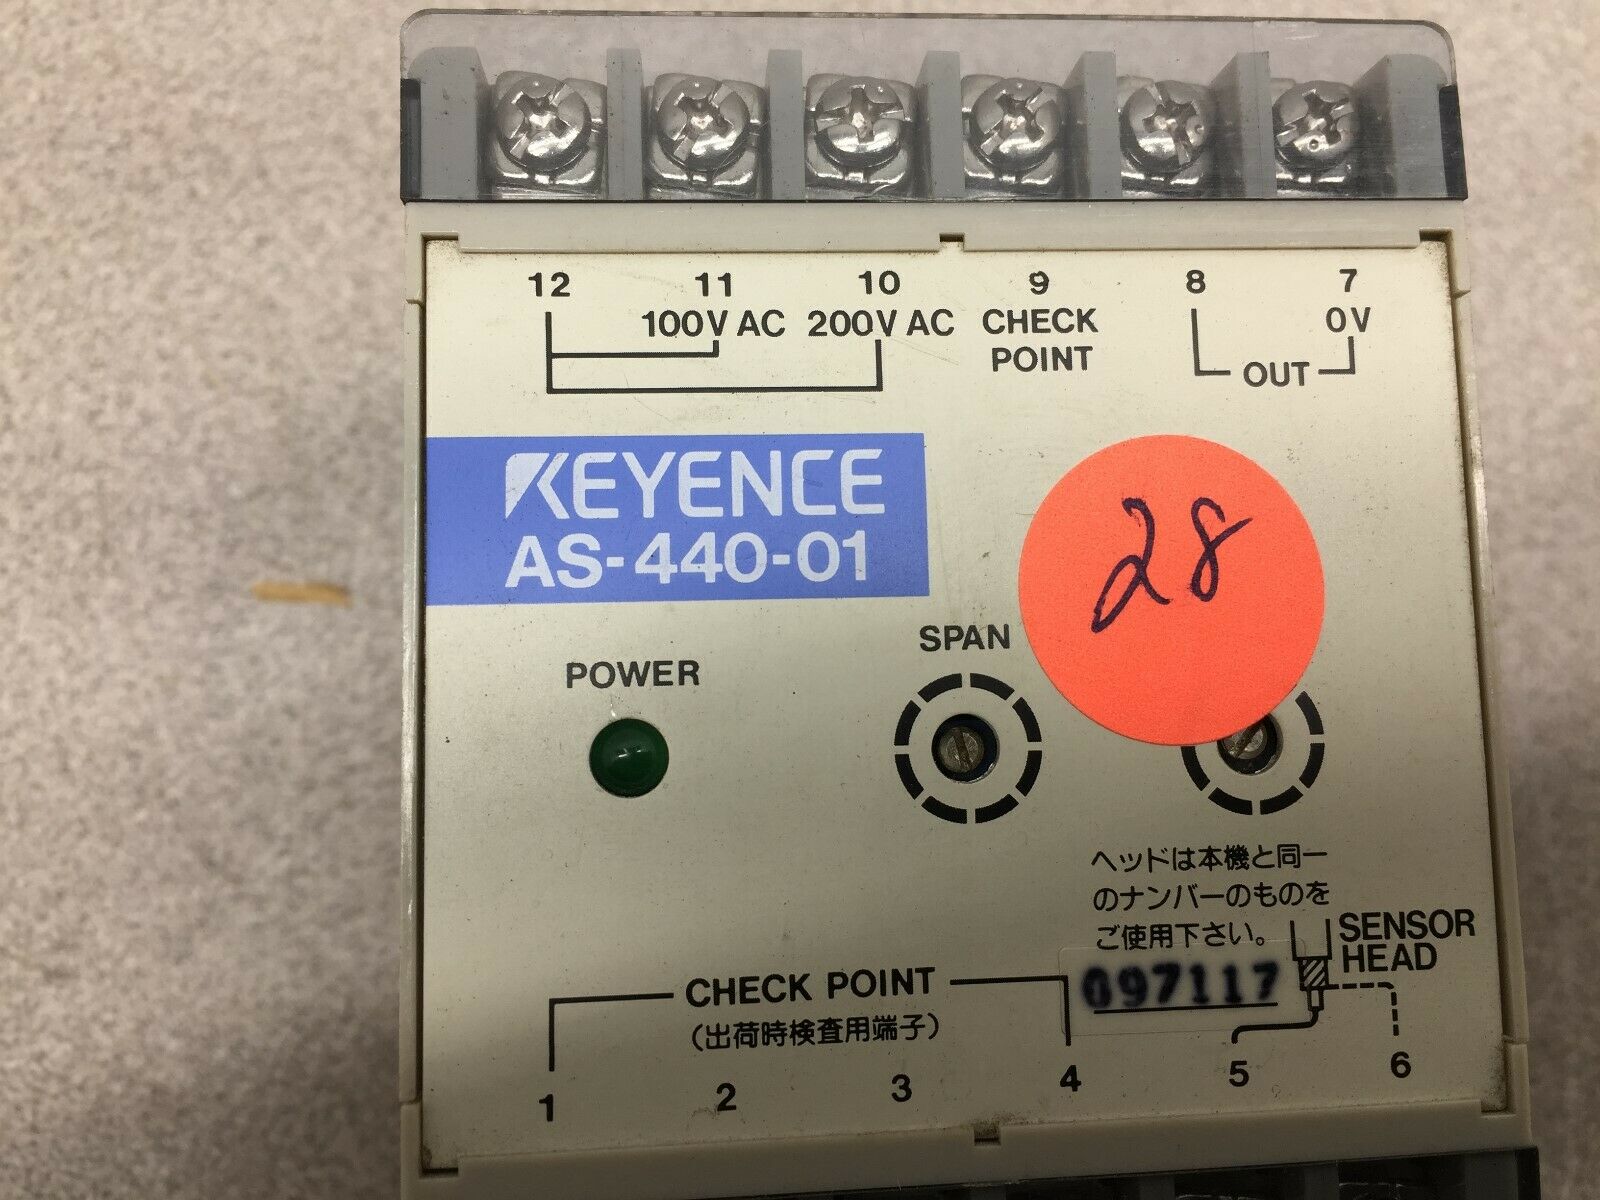 12 11 10 9 8 7
100V AC 200V AC CHECK POINT 0V
OUT
KEYENCE
AS-440-01
28
SPAN
POWER
ヘッドは本機と同一
のナンバーのものを
ご使用下さい。
SENSOR
HEAD
097117
CHECK POINT
(出荷時検査用端子)
1 2 3 4 5 6